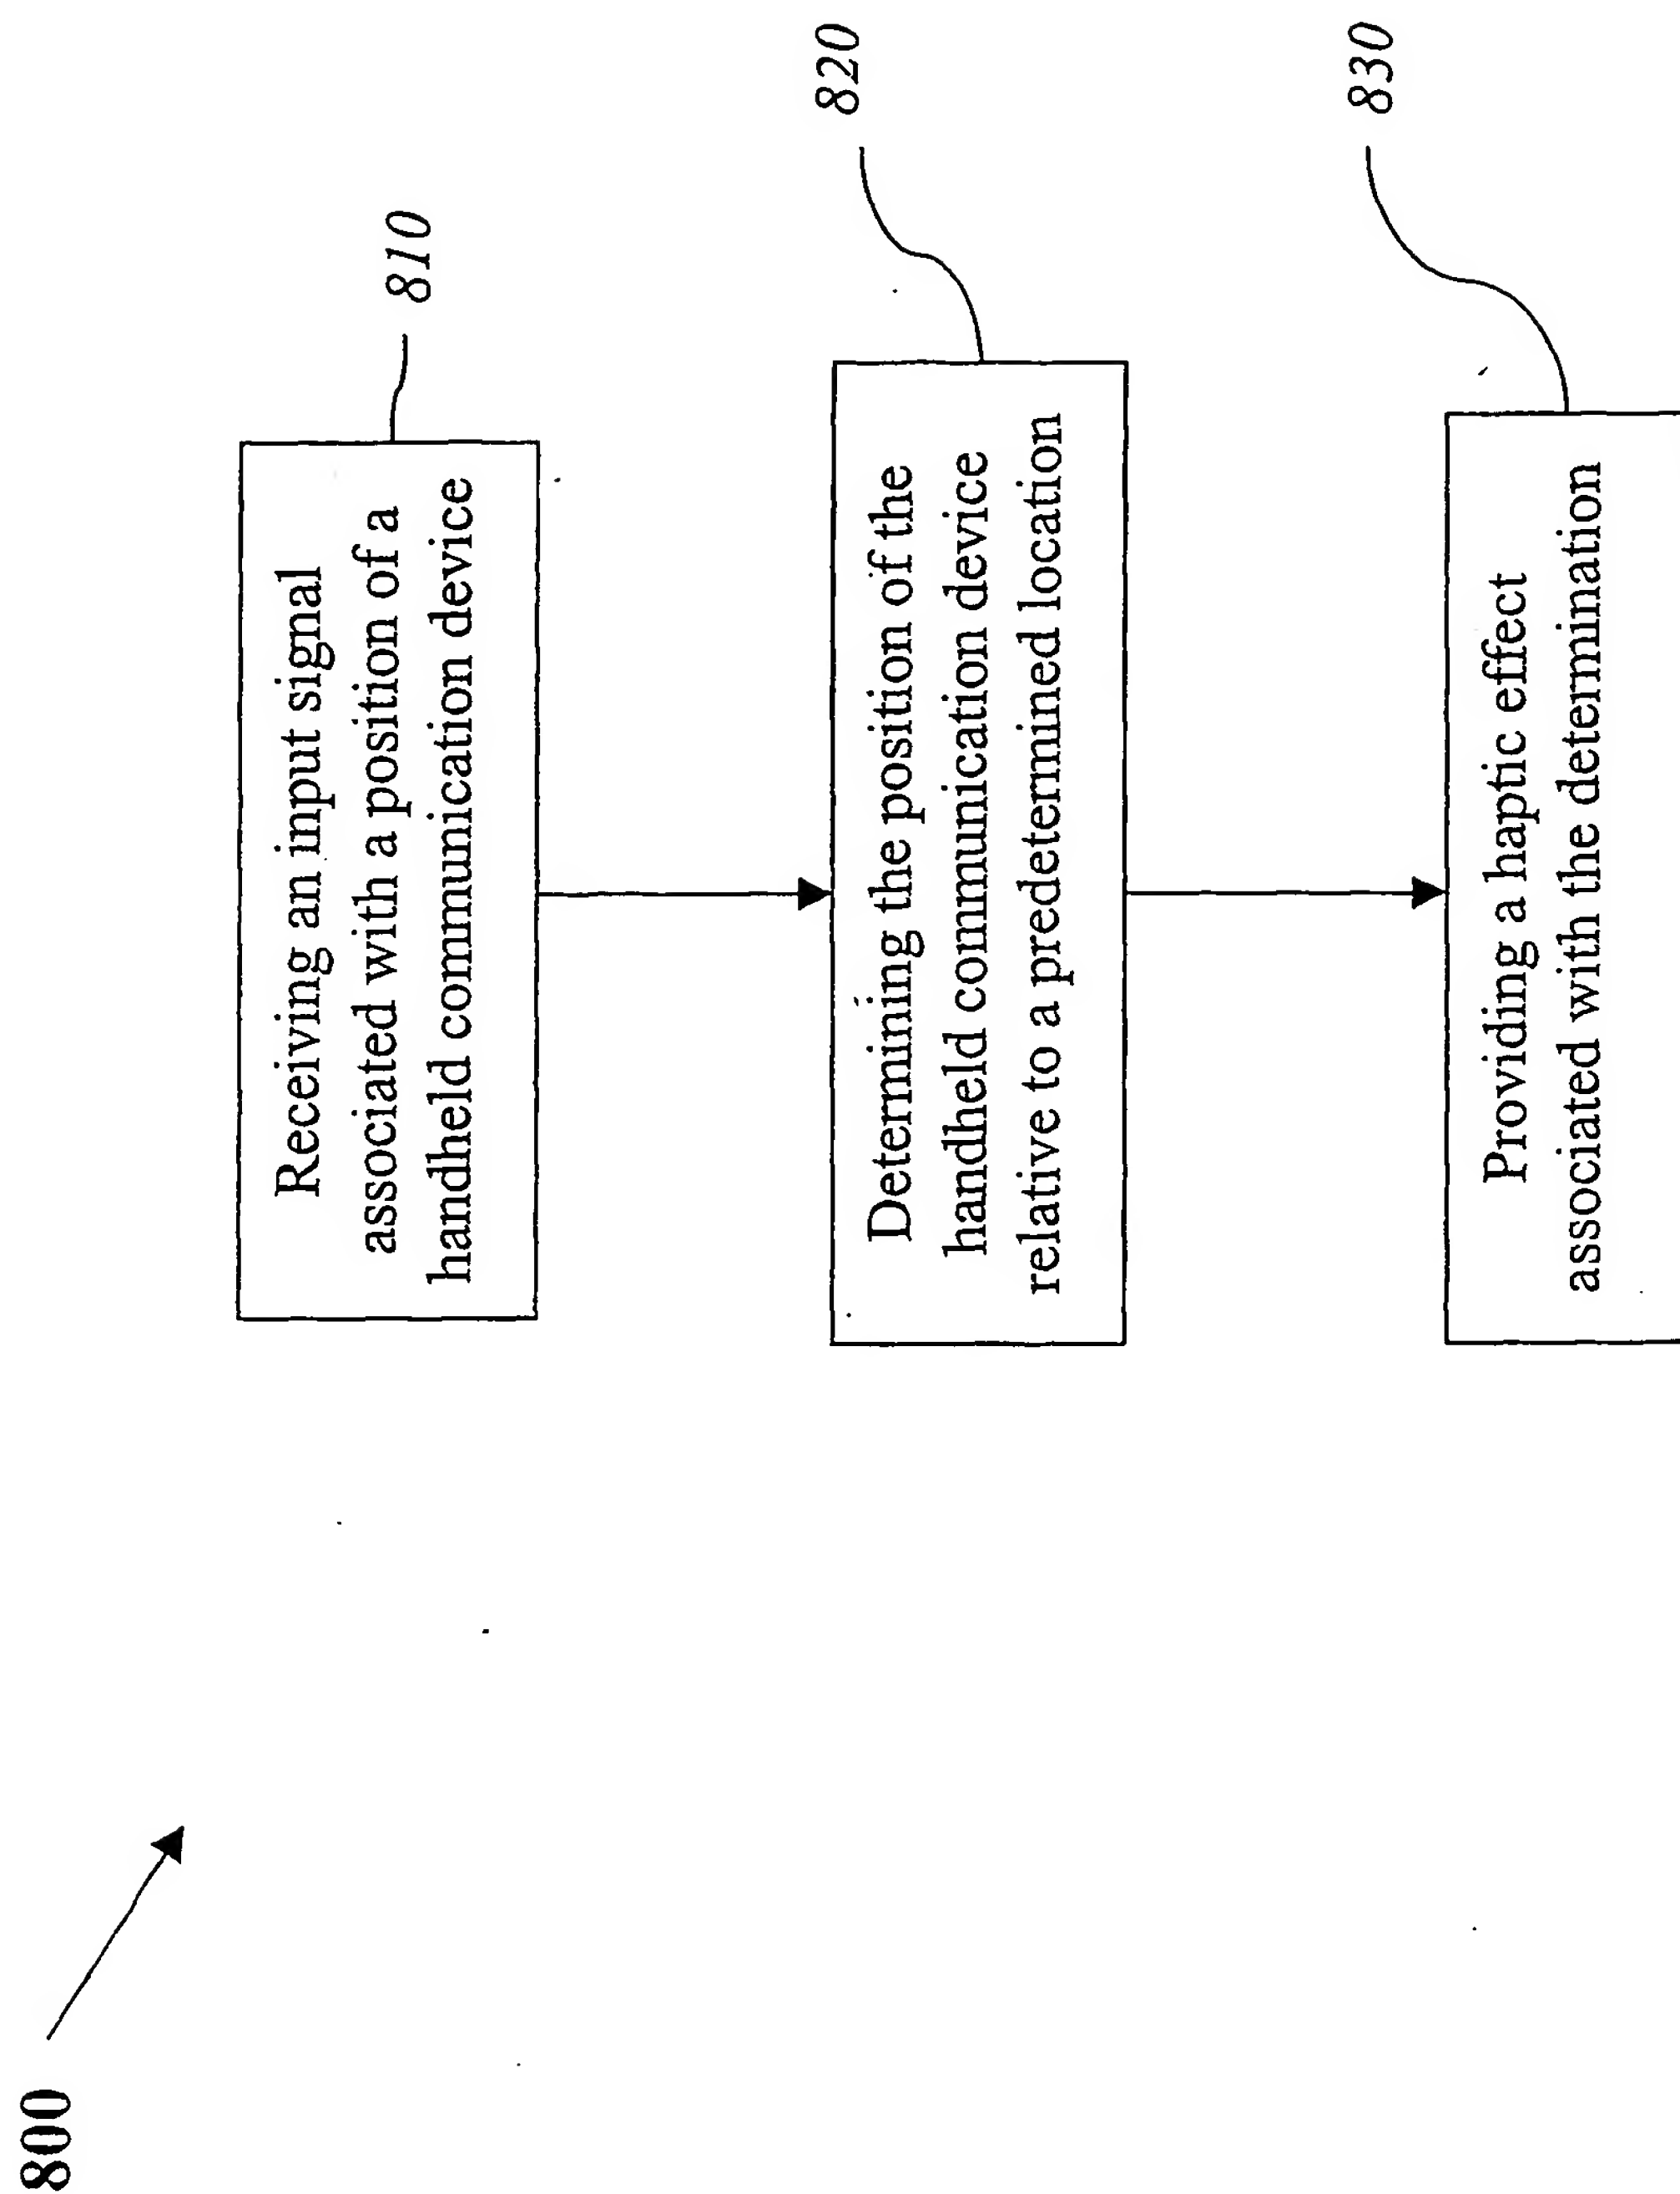 800
Receiving an input signal
associated with a position of a
handheld communication device
810
Determining the position of the
handheld communication device
relative to a predetermined location
820
Providing a haptic effect
associated with the determination
830